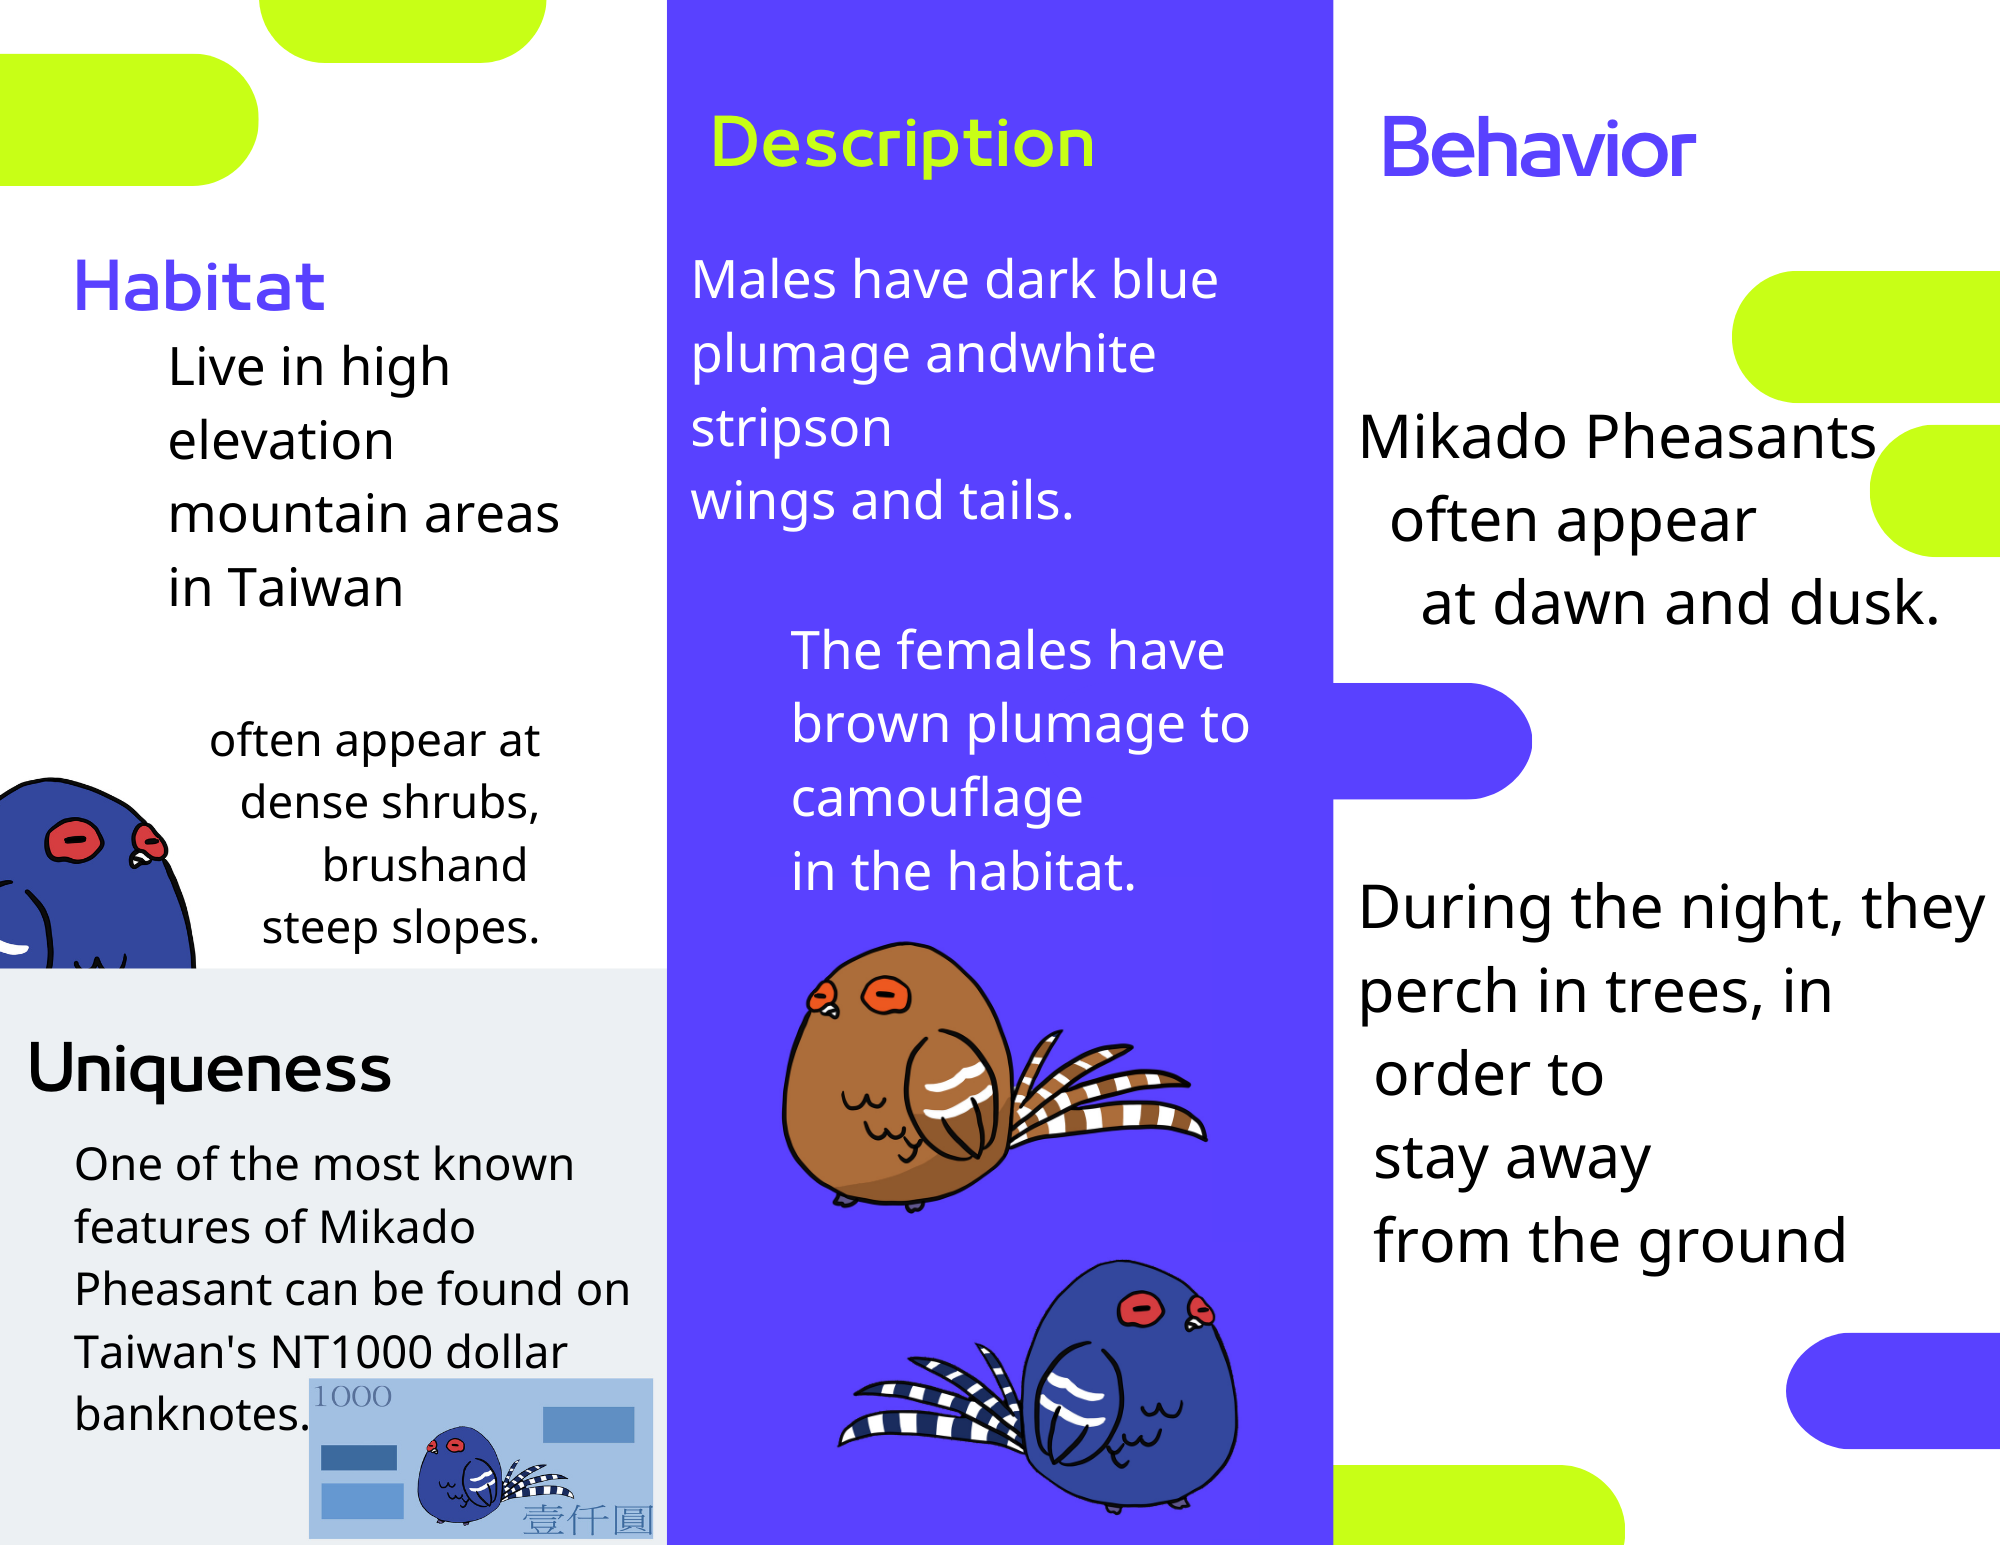 Habitat
Live in high
elevation
mountain areas
in Taiwan
often appear at
dense shrubs,
brushand
steep slopes.
Uniqueness
One of the most known
features of Mikado
Pheasant can be found on
Taiwan's NT1000 dollar
banknotes.
1000
壹仟圓
Description
Males have dark blue
plumage andwhite
stripson
wings and tails.
The females have
brown plumage to
camouflage
in the habitat.
Behavior
Mikado Pheasants
often appear
at dawn and dusk.
During the night, they
perch in trees, in
order to
stay away
from the ground